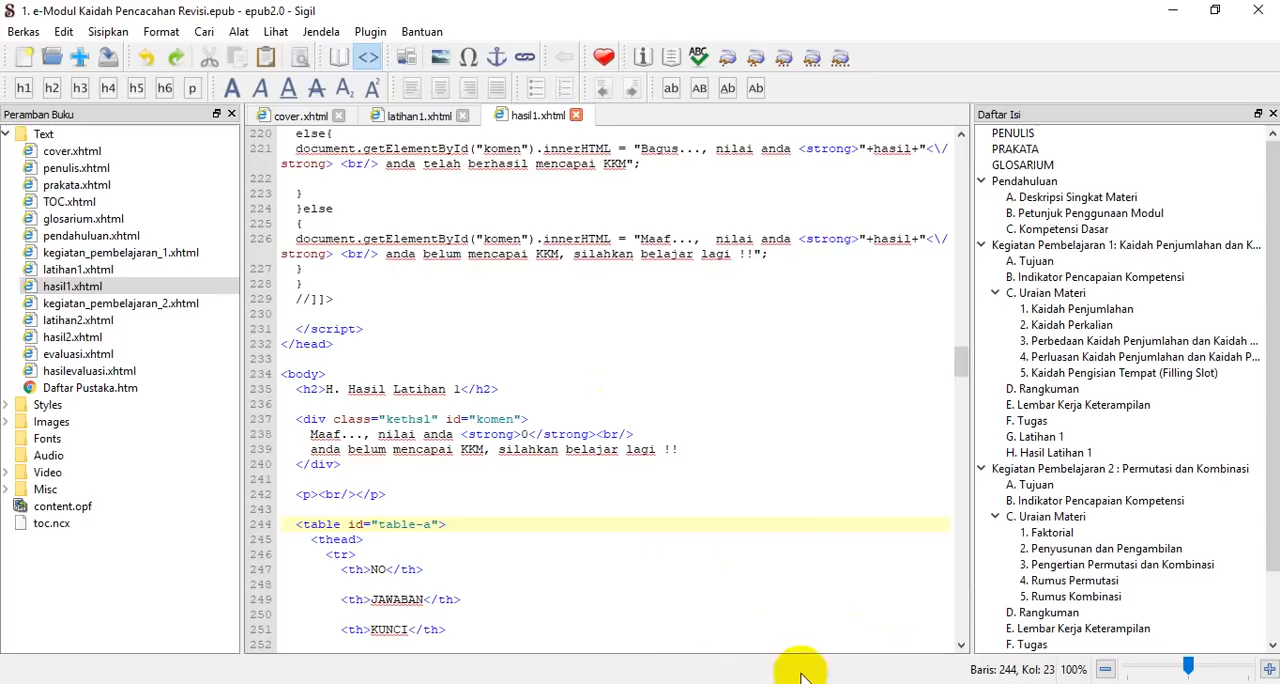 1. e-Modul Kaidah Pencacahan Revisi.epub - epub2.0 - Sigil
Berkas Edit Sisipkan Format Cari Alat Lihat Jendela Plugin Bantuan
h1 h2 h3 h4 h5 h6 p A A A A A₂ A² ab AB Ab Ab
Peramban Buku
Text
cover.xhtml
penulis.xhtml
prakata.xhtml
TOC.xhtml
glosarium.xhtml
pendahuluan.xhtml
kegiatan_pembelajaran_1.xhtml
latihan1.xhtml
hasil1.xhtml
kegiatan_pembelajaran_2.xhtml
latihan2.xhtml
hasil2.xhtml
evaluasi.xhtml
hasilevaluasi.xhtml
Daftar Pustaka.htm
Styles
Images
Fonts
Audio
Video
Misc
content.opf
toc.ncx
cover.xhtml latihan1.xhtml hasil1.xhtml
220 else{
221 document.getElementById("komen").innerHTML = "Bagus..., nilai anda <strong>"+hasil+"<\/
strong> <br/> anda telah berhasil mencapai KKM";
222
223 }
224 }else
225 {
226 document.getElementById("komen").innerHTML = "Maaf..., nilai anda <strong>"+hasil+"<\/
strong> <br/> anda belum mencapai KKM, silahkan belajar lagi !!";
227 }
228 }
229 //]]>
230
231 </script>
232 </head>
233
234 <body>
235 <h2>H. Hasil Latihan 1</h2>
236
237 <div class="kethsl" id="komen">
238 Maaf..., nilai anda <strong>0</strong><br/>
239 anda belum mencapai KKM, silahkan belajar lagi !!
240 </div>
241
242 <p><br/></p>
243
244 <table id="table-a">
245 <thead>
246 <tr>
247 <th>NO</th>
248
249 <th>JAWABAN</th>
250
251 <th>KUNCI</th>
252
Daftar Isi
PENULIS
PRAKATA
GLOSARIUM
Pendahuluan
A. Deskripsi Singkat Materi
B. Petunjuk Penggunaan Modul
C. Kompetensi Dasar
Kegiatan Pembelajaran 1: Kaidah Penjumlahan dan K...
A. Tujuan
B. Indikator Pencapaian Kompetensi
C. Uraian Materi
1. Kaidah Penjumlahan
2. Kaidah Perkalian
3. Perbedaan Kaidah Penjumlahan dan Kaidah ...
4. Perluasan Kaidah Penjumlahan dan Kaidah P...
5. Kaidah Pengisian Tempat (Filling Slot)
D. Rangkuman
E. Lembar Kerja Keterampilan
F. Tugas
G. Latihan 1
H. Hasil Latihan 1
Kegiatan Pembelajaran 2 : Permutasi dan Kombinasi
A. Tujuan
B. Indikator Pencapaian Kompetensi
C. Uraian Materi
1. Faktorial
2. Penyusunan dan Pengambilan
3. Pengertian Permutasi dan Kombinasi
4. Rumus Permutasi
5. Rumus Kombinasi
D. Rangkuman
E. Lembar Kerja Keterampilan
F. Tugas
Baris: 244, Kol: 23 100%